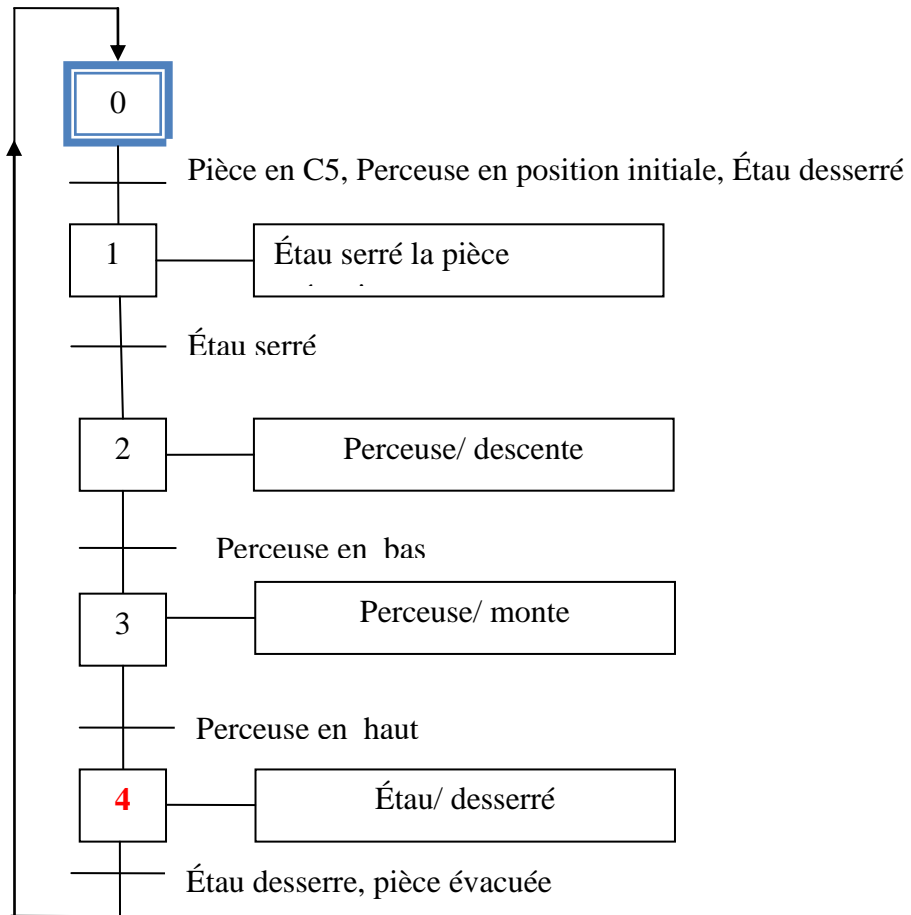 0
Pièce en C5, Perceuse en position initiale, Étau desserré
1
Étau serré la pièce
Étau serré
2
Perceuse/ descente
Perceuse en bas
3
Perceuse/ monte
Perceuse en haut
4
Étau/ desserré
Étau desserre, pièce évacuée